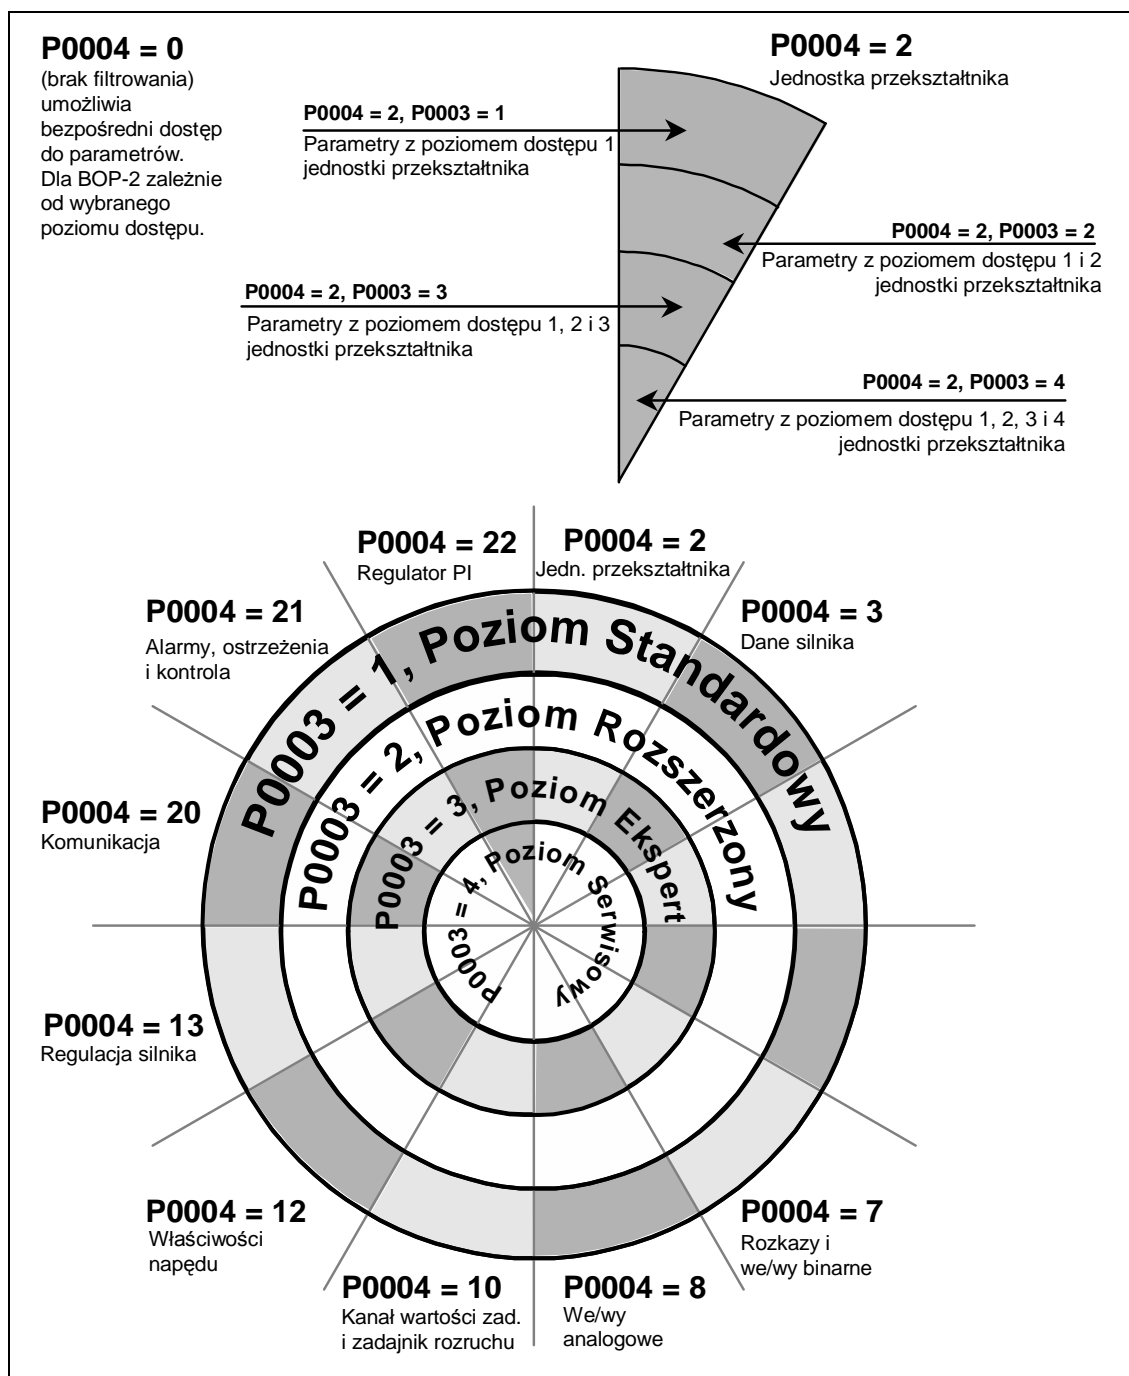 P0004 = 0
(brak filtrowania)
umożliwia
bezpośredni dostęp
do parametrów.
Dla BOP-2 zależnie
od wybranego
poziomu dostępu.
P0004 = 2
Jednostka przekształtnika
P0004 = 2, P0003 = 1
Parametry z poziomem dostępu 1
jednostki przekształtnika
P0004 = 2, P0003 = 2
Parametry z poziomem dostępu 1 i 2
jednostki przekształtnika
P0004 = 2, P0003 = 3
Parametry z poziomem dostępu 1, 2 i 3
jednostki przekształtnika
P0004 = 2, P0003 = 4
Parametry z poziomem dostępu 1, 2, 3 i 4
jednostki przekształtnika
P0004 = 22
Regulator PI
P0004 = 2
Jedn. przekształtnika
P0004 = 21
Alarmy, ostrzeżenia
i kontrola
P0004 = 3
Dane silnika
P0003 = 1, Poziom Standardowy
P0003 = 2, Poziom Rozszerzony
P0003 = 3, Poziom Ekspert
P0003 = 4, Poziom Serwisowy
P0004 = 20
Komunikacja
P0004 = 13
Regulacja silnika
P0004 = 12
Właściwości
napędu
P0004 = 7
Rozkazy i
we/wy binarne
P0004 = 10
Kanał wartości zad.
i zadajnik rozruchu
P0004 = 8
We/wy
analogowe